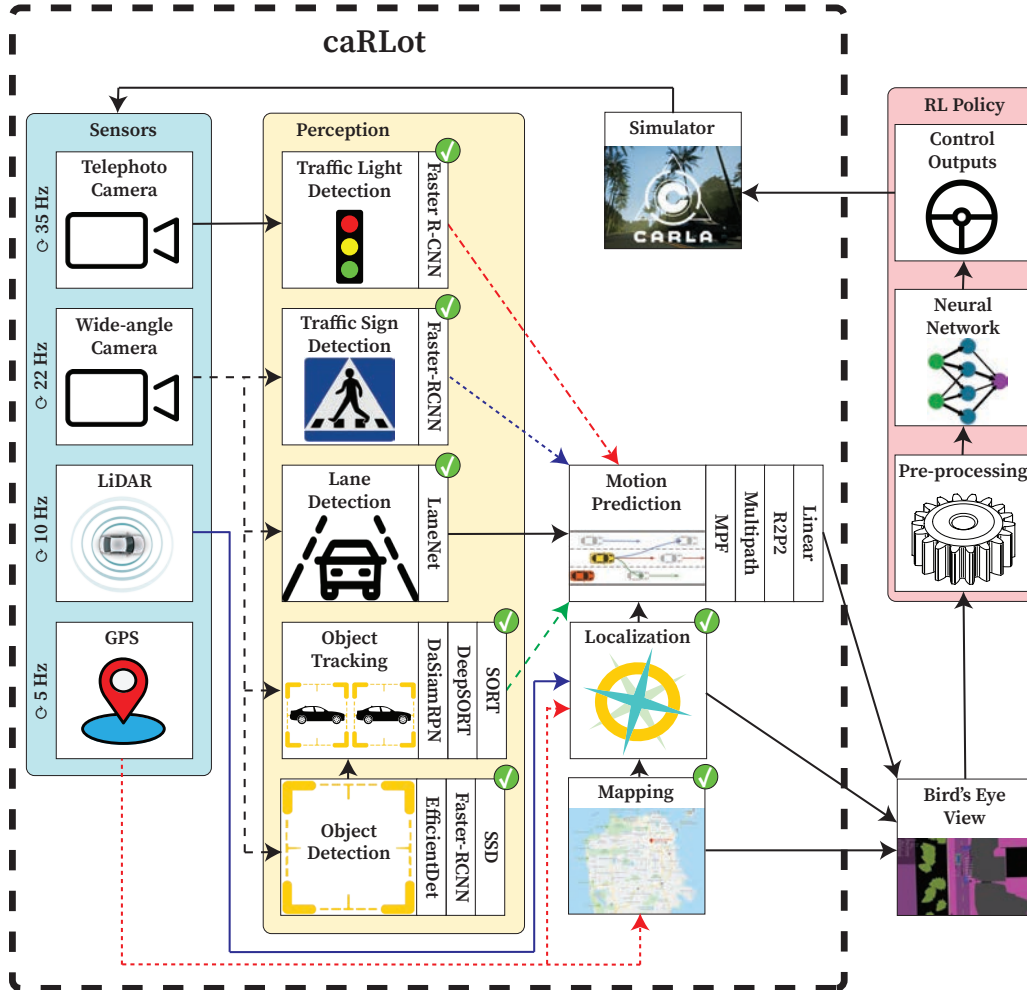 caRLot
Sensors
Telephoto
Camera
35 Hz
Wide-angle
Camera
22 Hz
LiDAR
10 Hz
GPS
5 Hz
Perception
Traffic Light
Detection
Faster R-CNN
Traffic Sign
Detection
Faster-RCNN
Lane
Detection
LaneNet
Object
Tracking
DaSiamRPN
DeepSORT
SORT
Object
Detection
EfficientDet
Faster-RCNN
SSD
Simulator
CARLA
Motion
Prediction
MPF
Multipath
R2P2
Linear
Localization
Mapping
RL Policy
Control
Outputs
Neural
Network
Pre-processing
Bird's Eye
View